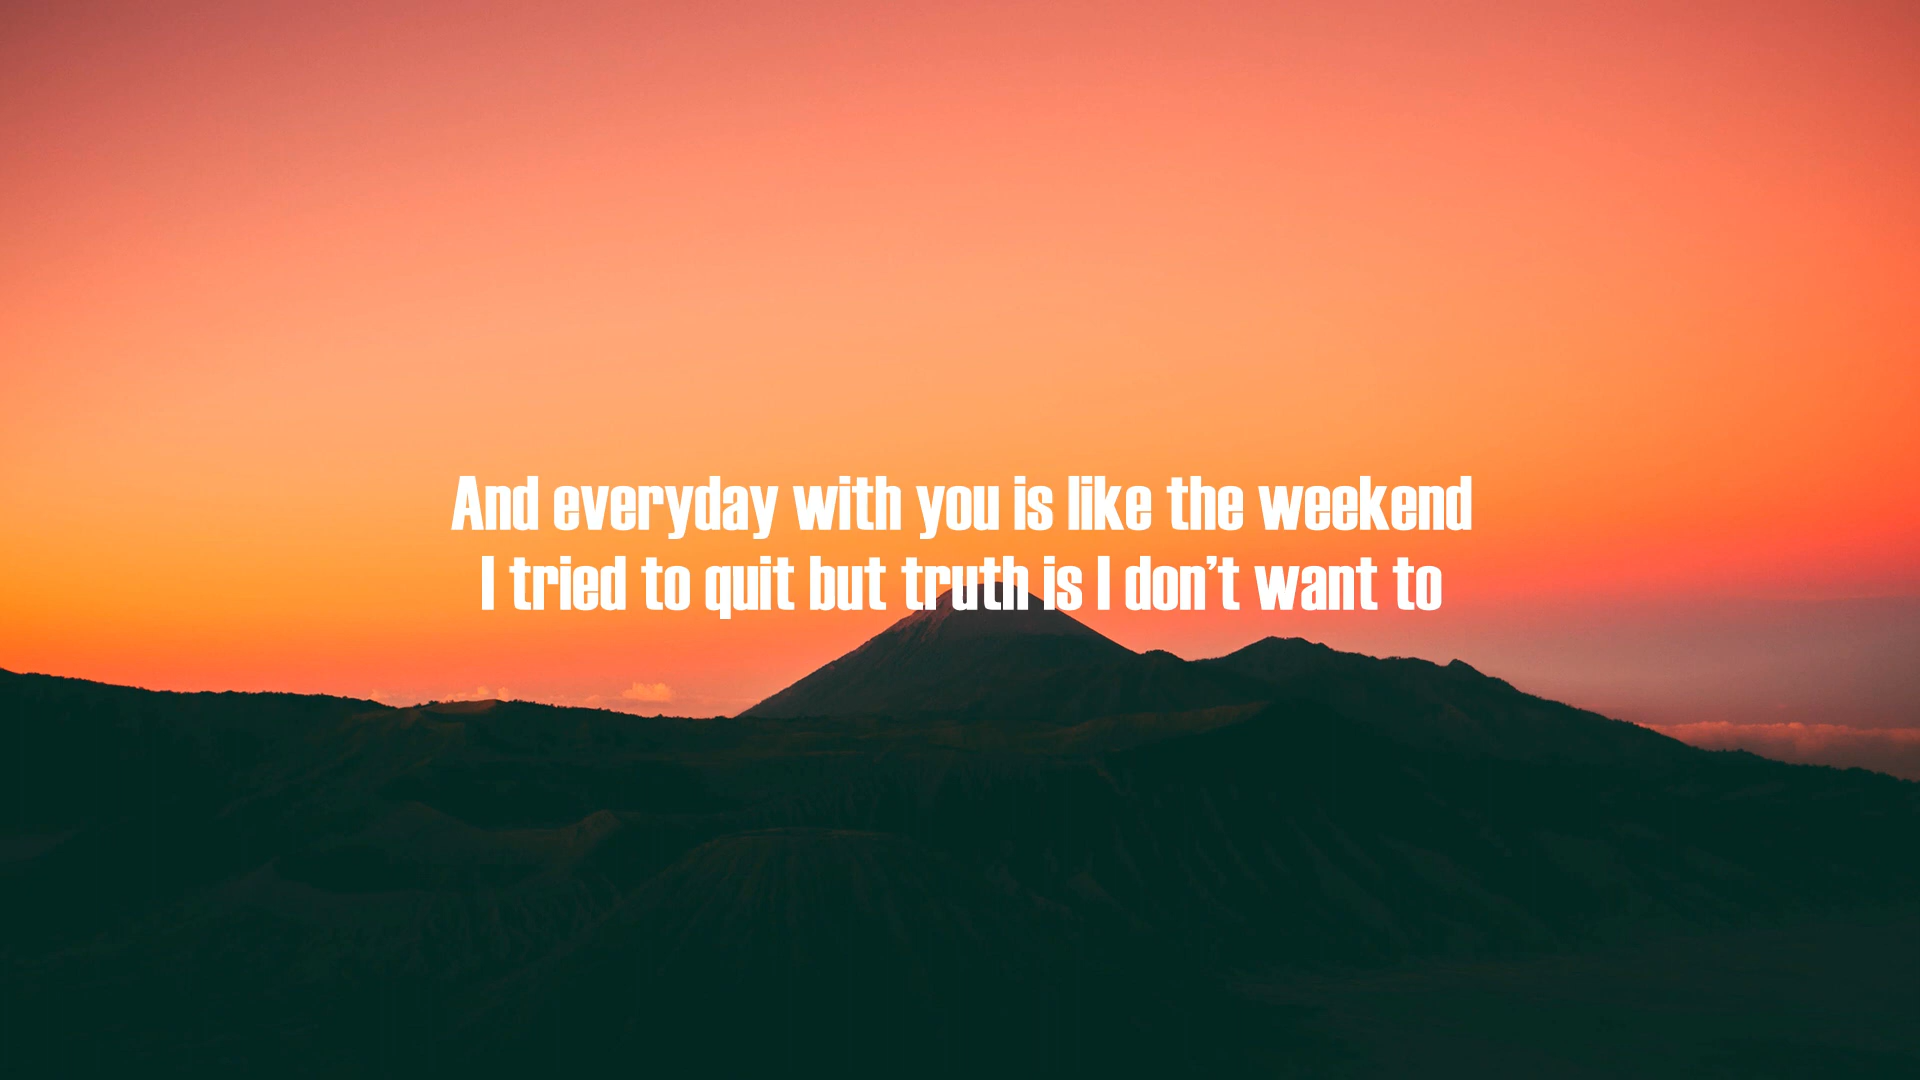 And everyday with you is like the weekend
I tried to quit but truth is I don't want to